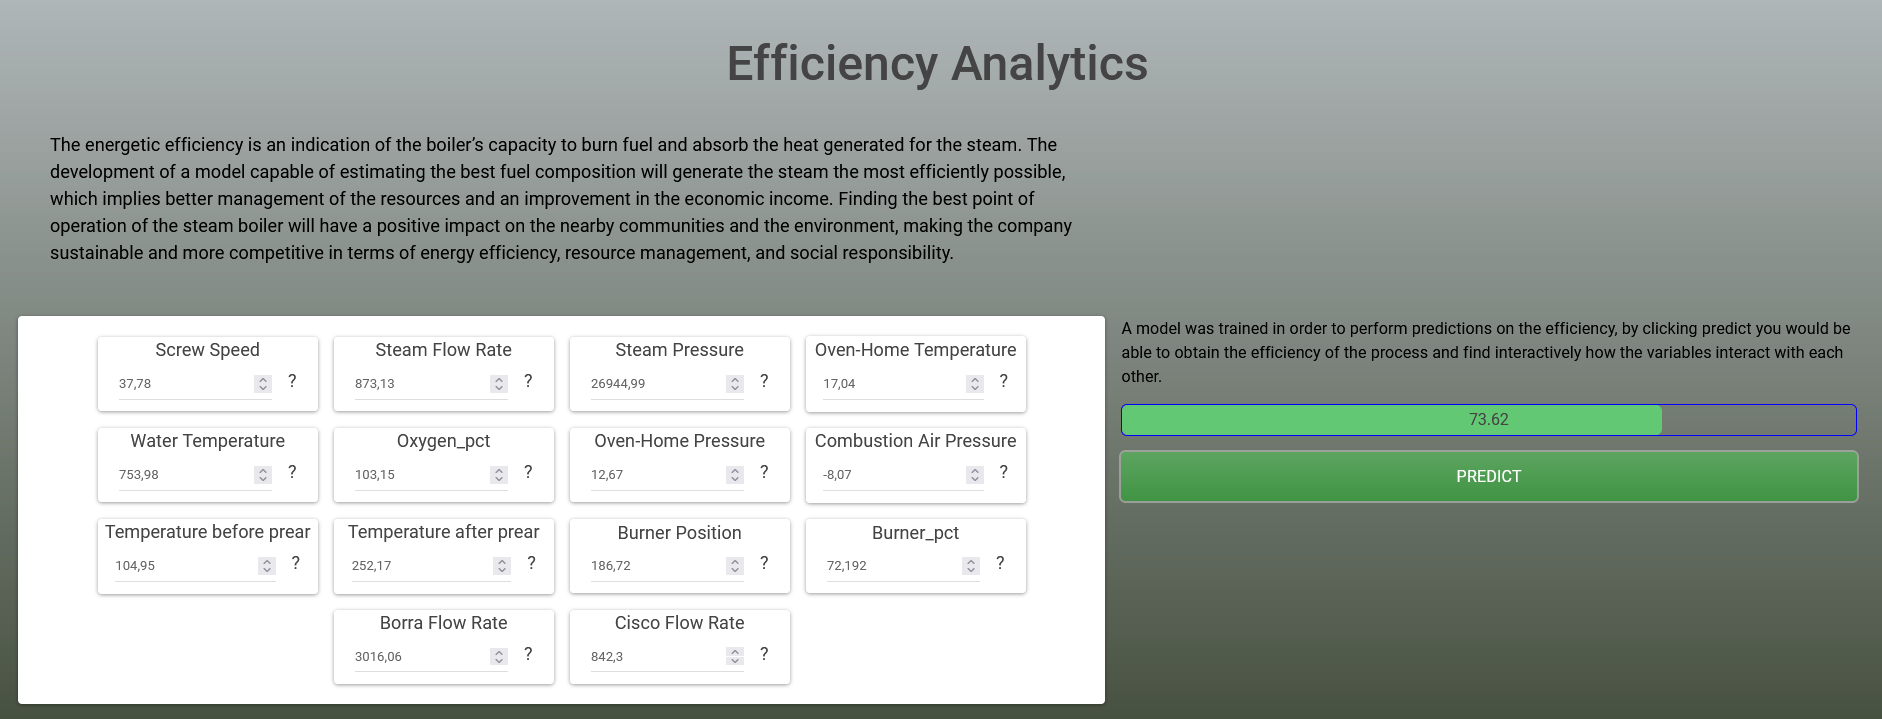 Efficiency Analytics
The energetic efficiency is an indication of the boiler’s capacity to burn fuel and absorb the heat generated for the steam. The
development of a model capable of estimating the best fuel composition will generate the steam the most efficiently possible,
which implies better management of the resources and an improvement in the economic income. Finding the best point of
operation of the steam boiler will have a positive impact on the nearby communities and the environment, making the company
sustainable and more competitive in terms of energy efficiency, resource management, and social responsibility.
Screw Speed
37,78 ?
Steam Flow Rate
873,13 ?
Steam Pressure
26944,99 ?
Oven-Home Temperature
17,04 ?
Water Temperature
753,98 ?
Oxygen_pct
103,15 ?
Oven-Home Pressure
12,67 ?
Combustion Air Pressure
-8,07 ?
Temperature before prear
104,95 ?
Temperature after prear
252,17 ?
Burner Position
186,72 ?
Burner_pct
72,192 ?
Borra Flow Rate
3016,06 ?
Cisco Flow Rate
842,3 ?
A model was trained in order to perform predictions on the efficiency, by clicking predict you would be
able to obtain the efficiency of the process and find interactively how the variables interact with each
other.
73.62
PREDICT